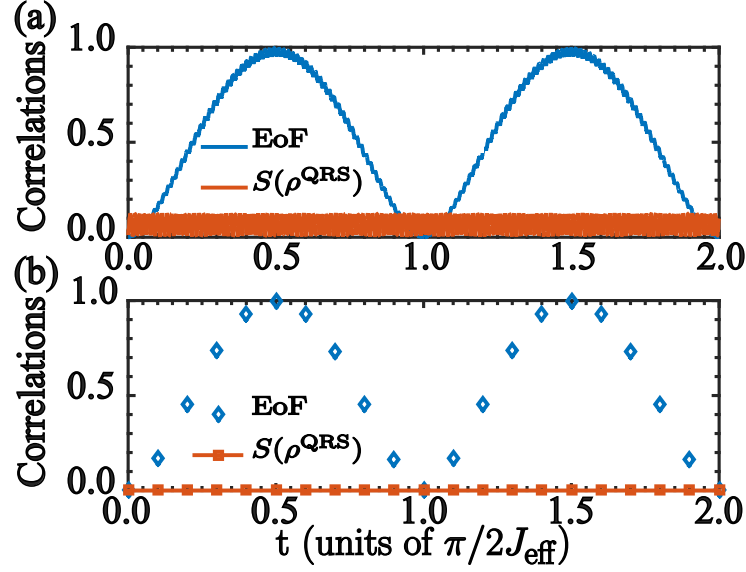 (a)
Correlations
1.0
0.5
0.0
EoF
S(ρ^QRS)
0.0 0.5 1.0 1.5 2.0
(b)
Correlations
1.0
0.5
0.0
EoF
S(ρ^QRS)
0.0 0.5 1.0 1.5 2.0
t (units of π/2J_eff)